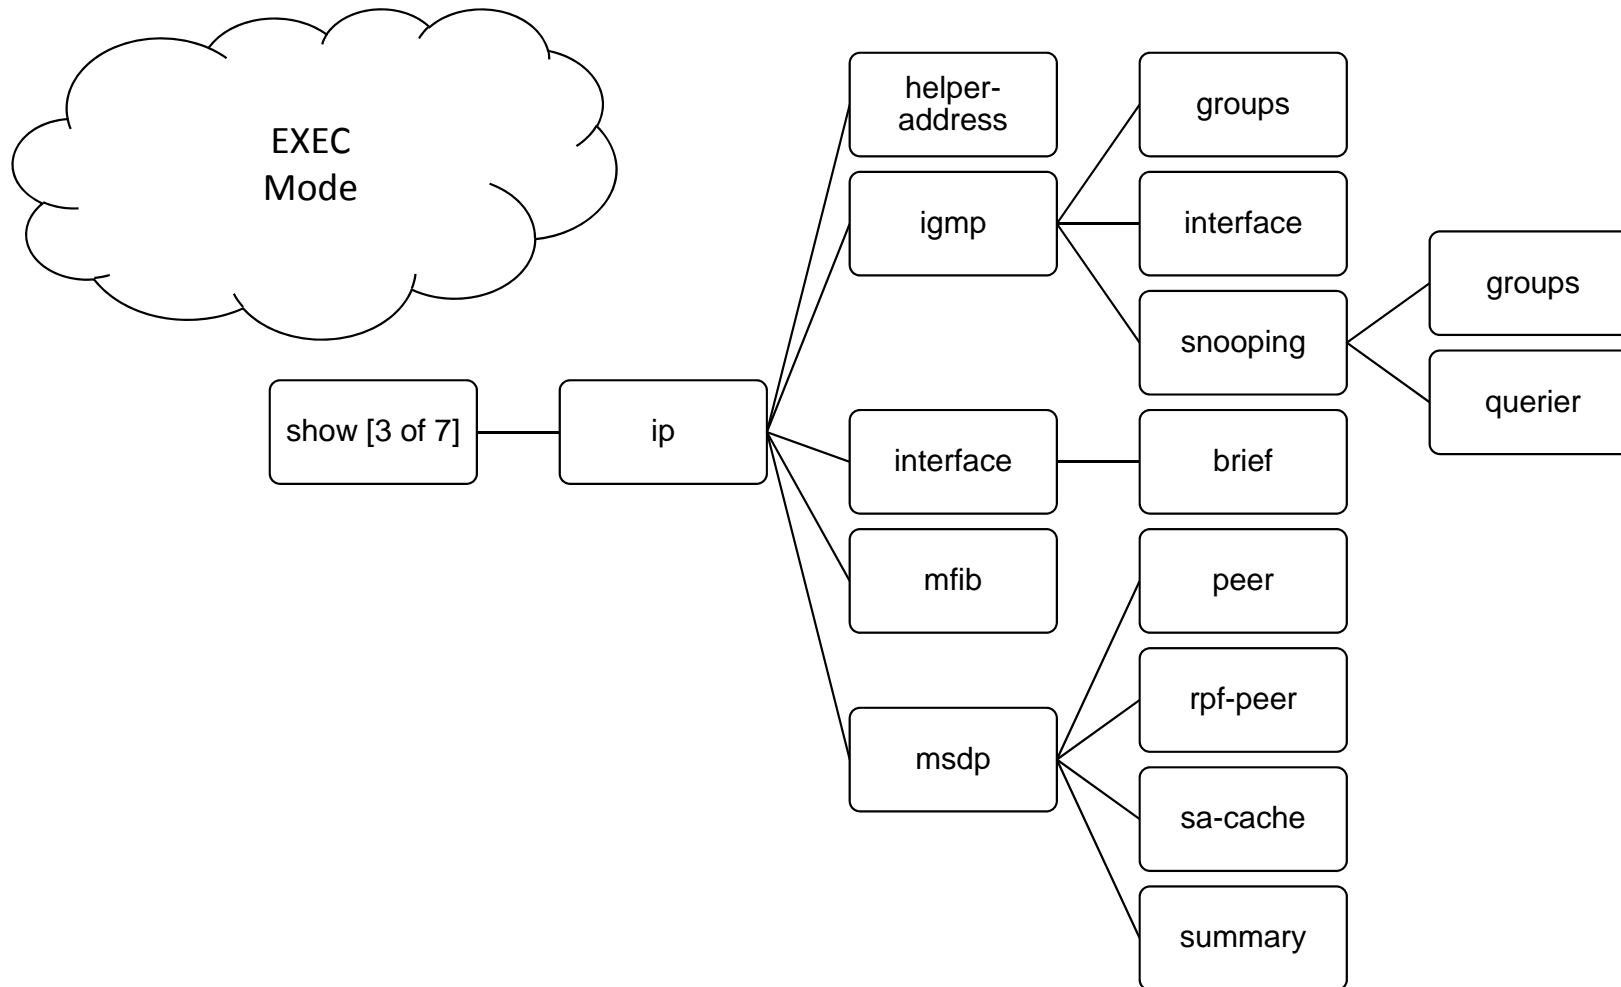 EXEC
Mode
show [3 of 7]
ip
helper-
address
igmp
groups
interface
snooping
groups
querier
interface
brief
mfib
msdp
peer
rpf-peer
sa-cache
summary